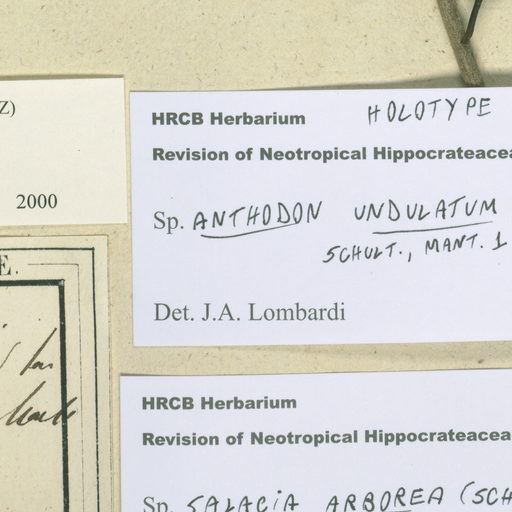 Z)
2000
E.
HRCB Herbarium HOLOTYPE
Revision of Neotropical Hippocrateacea
Sp. ANTHODON UNDULATUM
SCHULT., MANT. 1
Det. J.A. Lombardi
HRCB Herbarium
Revision of Neotropical Hippocrateacea
Sp. SALACIA ARBOREA (SCH